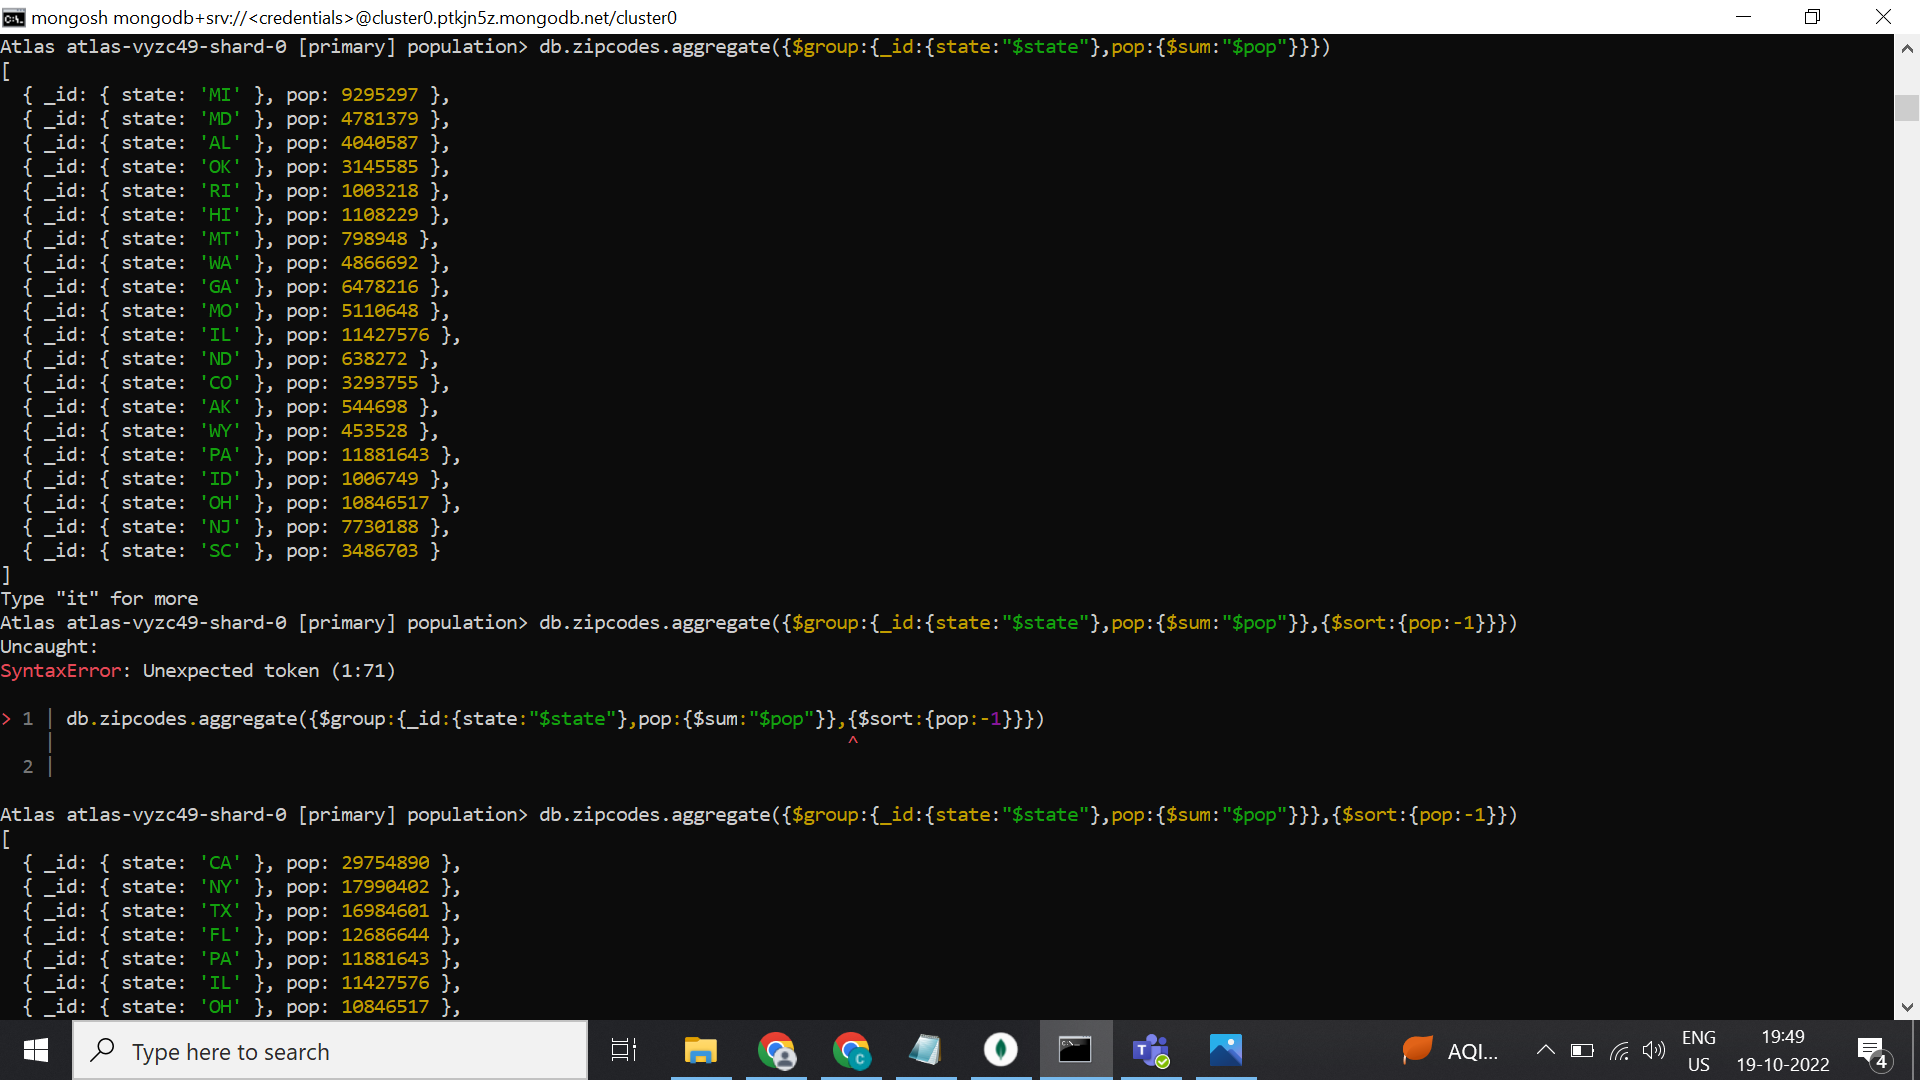 mongosh mongodb+srv://<credentials>@cluster0.ptkjn5z.mongodb.net/cluster0
Atlas atlas-vyzc49-shard-0 [primary] population> db.zipcodes.aggregate({$group:{_id:{state:"$state"},pop:{$sum:"$pop"}}})
[
  { _id: { state: 'MI' }, pop: 9295297 },
  { _id: { state: 'MD' }, pop: 4781379 },
  { _id: { state: 'AL' }, pop: 4040587 },
  { _id: { state: 'OK' }, pop: 3145585 },
  { _id: { state: 'RI' }, pop: 1003218 },
  { _id: { state: 'HI' }, pop: 1108229 },
  { _id: { state: 'MT' }, pop: 798948 },
  { _id: { state: 'WA' }, pop: 4866692 },
  { _id: { state: 'GA' }, pop: 6478216 },
  { _id: { state: 'MO' }, pop: 5110648 },
  { _id: { state: 'IL' }, pop: 11427576 },
  { _id: { state: 'ND' }, pop: 638272 },
  { _id: { state: 'CO' }, pop: 3293755 },
  { _id: { state: 'AK' }, pop: 544698 },
  { _id: { state: 'WY' }, pop: 453528 },
  { _id: { state: 'PA' }, pop: 11881643 },
  { _id: { state: 'ID' }, pop: 1006749 },
  { _id: { state: 'OH' }, pop: 10846517 },
  { _id: { state: 'NJ' }, pop: 7730188 },
  { _id: { state: 'SC' }, pop: 3486703 }
]
Type "it" for more
Atlas atlas-vyzc49-shard-0 [primary] population> db.zipcodes.aggregate({$group:{_id:{state:"$state"},pop:{$sum:"$pop"}},{$sort:{pop:-1}}})
Uncaught:
SyntaxError: Unexpected token (1:71)
> 1 | db.zipcodes.aggregate({$group:{_id:{state:"$state"},pop:{$sum:"$pop"}},{$sort:{pop:-1}}})
    | ^
  2 |
Atlas atlas-vyzc49-shard-0 [primary] population> db.zipcodes.aggregate({$group:{_id:{state:"$state"},pop:{$sum:"$pop"}}},{$sort:{pop:-1}})
[
  { _id: { state: 'CA' }, pop: 29754890 },
  { _id: { state: 'NY' }, pop: 17990402 },
  { _id: { state: 'TX' }, pop: 16984601 },
  { _id: { state: 'FL' }, pop: 12686644 },
  { _id: { state: 'PA' }, pop: 11881643 },
  { _id: { state: 'IL' }, pop: 11427576 },
  { _id: { state: 'OH' }, pop: 10846517 },
Type here to search
AQI...
ENG
US
19:49
19-10-2022
4